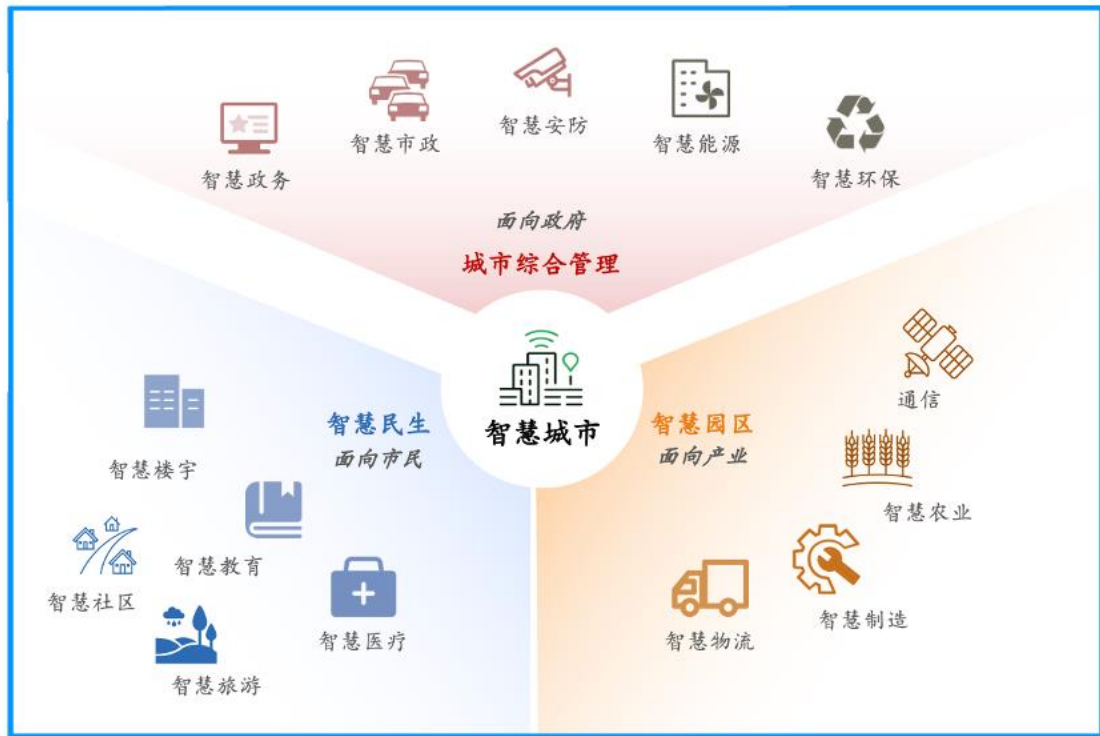 智慧政务
智慧市政
智慧安防
智慧能源
智慧环保
面向政府
城市综合管理
智慧城市
智慧民生
面向市民
智慧楼宇
智慧教育
智慧社区
智慧医疗
智慧旅游
智慧园区
面向产业
通信
智慧农业
智慧制造
智慧物流